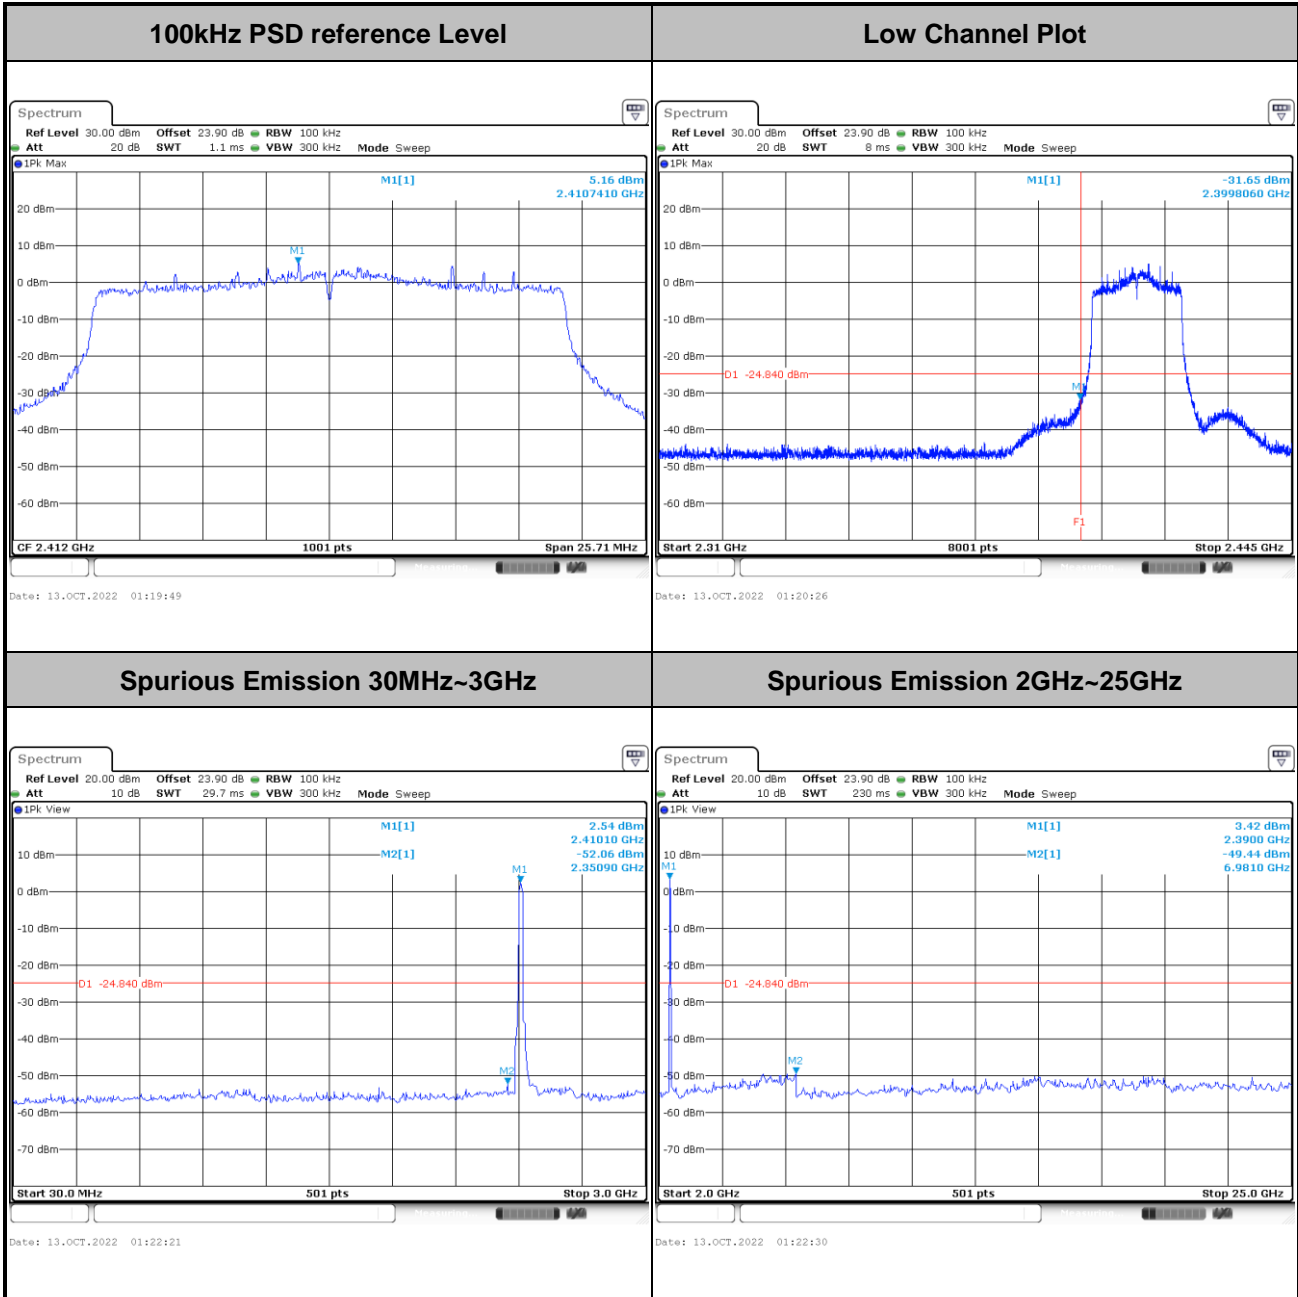 100kHz PSD reference Level
Low Channel Plot
Spectrum
Ref Level 30.00 dBm Offset 23.90 dB RBW 100 kHz
Att 20 dB SWT 1.1 ms VBW 300 kHz Mode Sweep
1Pk Max
M1[1] 5.16 dBm
2.4107410 GHz
20 dBm
10 dBm
M1
0 dBm
-10 dBm
-20 dBm
-30 dBm
-40 dBm
-50 dBm
-60 dBm
CF 2.412 GHz 1001 pts Span 25.71 MHz
Measuring
Date: 13.OCT.2022 01:19:49
Spectrum
Ref Level 30.00 dBm Offset 23.90 dB RBW 100 kHz
Att 20 dB SWT 8 ms VBW 300 kHz Mode Sweep
1Pk Max
M1[1] -31.65 dBm
2.3998060 GHz
20 dBm
10 dBm
0 dBm
-10 dBm
-20 dBm
D1 -24.840 dBm
M1
-30 dBm
-40 dBm
-50 dBm
-60 dBm
F1
Start 2.31 GHz 8001 pts Stop 2.445 GHz
Measuring
Date: 13.OCT.2022 01:20:26
Spurious Emission 30MHz~3GHz
Spurious Emission 2GHz~25GHz
Spectrum
Ref Level 20.00 dBm Offset 23.90 dB RBW 100 kHz
Att 10 dB SWT 29.7 ms VBW 300 kHz Mode Sweep
1Pk View
M1[1] 2.54 dBm
2.41010 GHz
10 dBm
M2[1] -52.06 dBm
2.35090 GHz
M1
0 dBm
-10 dBm
-20 dBm
D1 -24.840 dBm
-30 dBm
-40 dBm
-50 dBm
M2
-60 dBm
-70 dBm
Start 30.0 MHz 501 pts Stop 3.0 GHz
Measuring
Date: 13.OCT.2022 01:22:21
Spectrum
Ref Level 20.00 dBm Offset 23.90 dB RBW 100 kHz
Att 10 dB SWT 230 ms VBW 300 kHz Mode Sweep
1Pk View
M1[1] 3.42 dBm
2.3900 GHz
10 dBm
M2[1] -49.44 dBm
6.9810 GHz
M1
0 dBm
-10 dBm
-20 dBm
D1 -24.840 dBm
-30 dBm
-40 dBm
M2
-50 dBm
-60 dBm
-70 dBm
Start 2.0 GHz 501 pts Stop 25.0 GHz
Measuring
Date: 13.OCT.2022 01:22:30